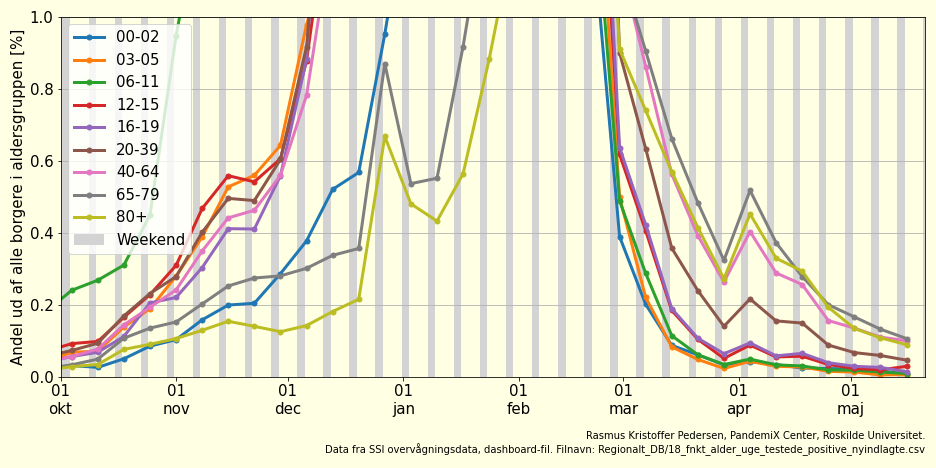 Andel ud af alle borgere i aldersgruppen [%]
1.0
0.8
0.6
0.4
0.2
0.0
00-02
03-05
06-11
12-15
16-19
20-39
40-64
65-79
80+
Weekend
01 01 01 01 01 01 01 01
okt nov dec jan feb mar apr maj
Rasmus Kristoffer Pedersen, PandemiX Center, Roskilde Universitet.
Data fra SSI overvågningsdata, dashboard-fil. Filnavn: Regionalt_DB/18_fnkt_alder_uge_testede_positive_nyindlagte.csv